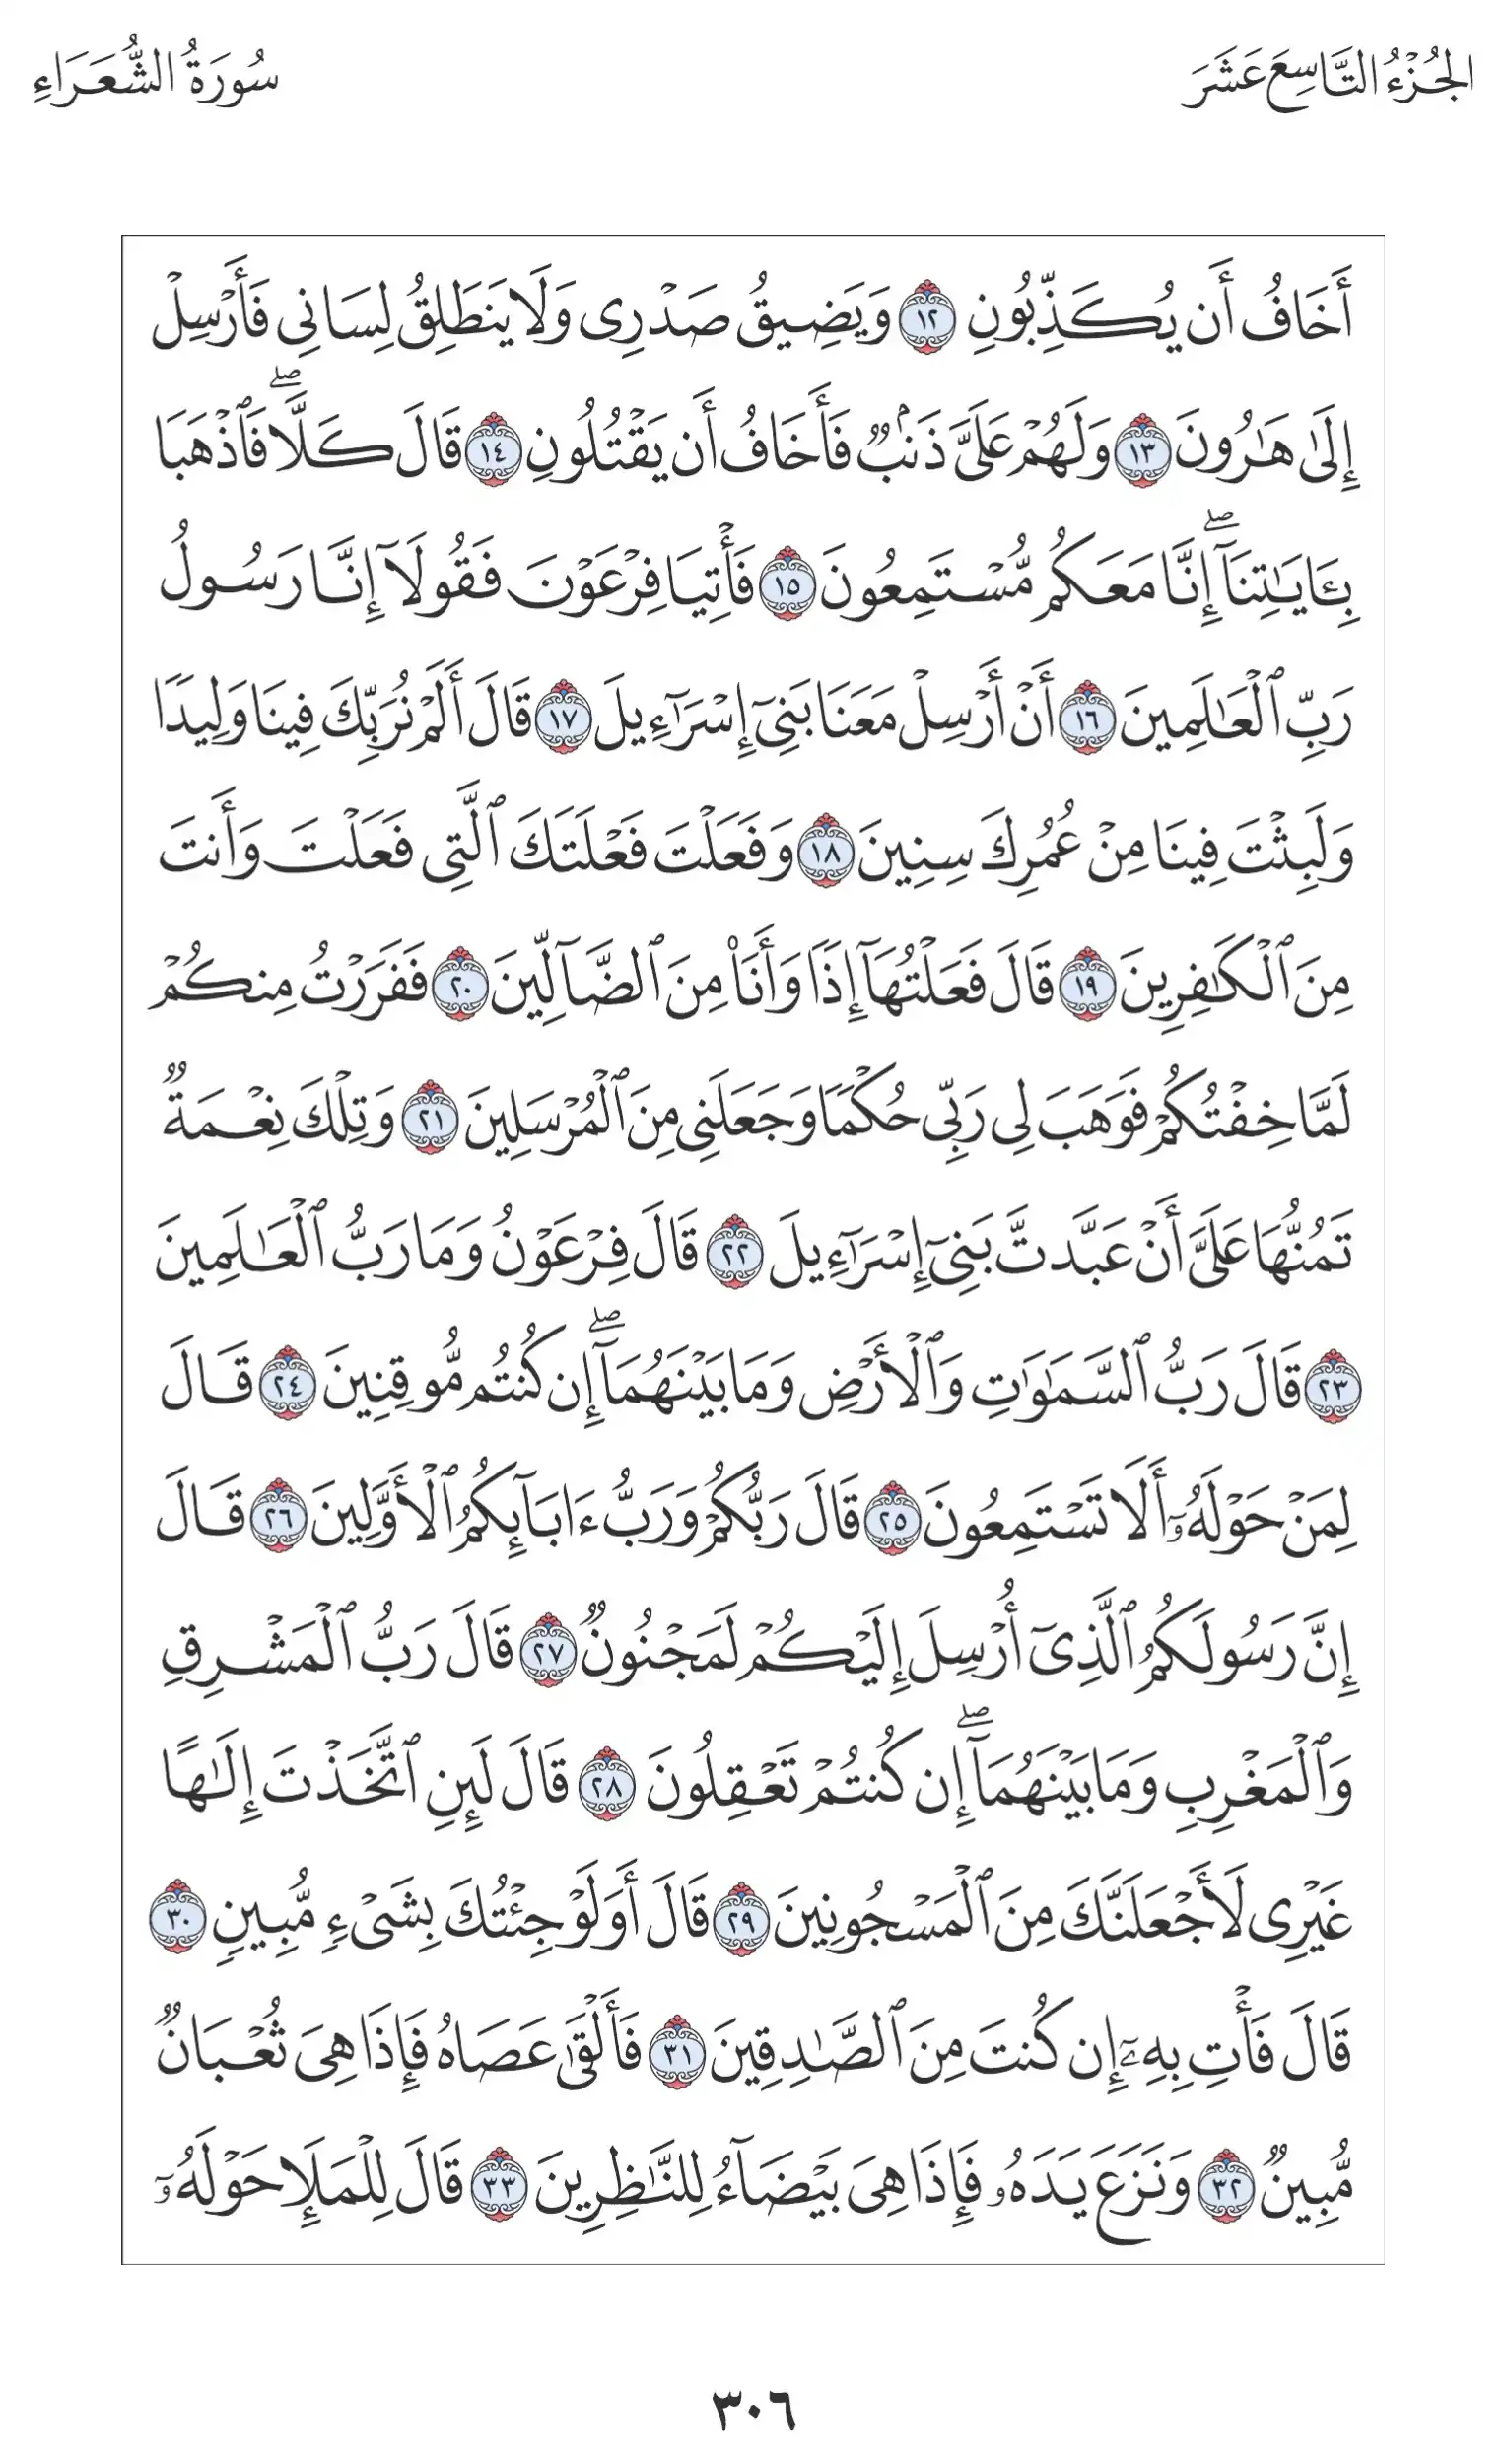 الجُزْءُ التَّاسِعَ عَشَرَ
سُورَةُ الشُّعَرَاءِ
أَخَافُ أَن يُكَذِّبُونِ ١٢ وَيَضِيقُ صَدْرِى وَلَا يَنطَلِقُ لِسَانِى فَأَرْسِلْ
إِلَىٰ هَـٰرُونَ ١٣ وَلَهُمْ عَلَىَّ ذَنۢبٌ فَأَخَافُ أَن يَقْتُلُونِ ١٤ قَالَ كَلَّا ۖ فَٱذْهَبَا
بِـَٔايَـٰتِنَآ ۖ إِنَّا مَعَكُم مُّسْتَمِعُونَ ١٥ فَأْتِيَا فِرْعَوْنَ فَقُولَآ إِنَّا رَسُولُ
رَبِّ ٱلْعَـٰلَمِينَ ١٦ أَنْ أَرْسِلْ مَعَنَا بَنِىٓ إِسْرَٰٓءِيلَ ١٧ قَالَ أَلَمْ نُرَبِّكَ فِينَا وَلِيدًا
وَلَبِثْتَ فِينَا مِنْ عُمُرِكَ سِنِينَ ١٨ وَفَعَلْتَ فَعْلَتَكَ ٱلَّتِى فَعَلْتَ وَأَنتَ
مِنَ ٱلْكَـٰفِرِينَ ١٩ قَالَ فَعَلْتُهَآ إِذًا وَأَنَا۠ مِنَ ٱلضَّآلِّينَ ٢٠ فَفَرَرْتُ مِنكُمْ
لَمَّا خِفْتُكُمْ فَوَهَبَ لِى رَبِّى حُكْمًا وَجَعَلَنِى مِنَ ٱلْمُرْسَلِينَ ٢١ وَتِلْكَ نِعْمَةٌ
تَمُنُّهَا عَلَىَّ أَنْ عَبَّدتَّ بَنِىٓ إِسْرَٰٓءِيلَ ٢٢ قَالَ فِرْعَوْنُ وَمَا رَبُّ ٱلْعَـٰلَمِينَ
٢٣ قَالَ رَبُّ ٱلسَّمَـٰوَٰتِ وَٱلْأَرْضِ وَمَا بَيْنَهُمَآ ۖ إِن كُنتُم مُّوقِنِينَ ٢٤ قَالَ
لِمَنْ حَوْلَهُۥٓ أَلَا تَسْتَمِعُونَ ٢٥ قَالَ رَبُّكُمْ وَرَبُّ ءَابَآئِكُمُ ٱلْأَوَّلِينَ ٢٦ قَالَ
إِنَّ رَسُولَكُمُ ٱلَّذِىٓ أُرْسِلَ إِلَيْكُمْ لَمَجْنُونٌ ٢٧ قَالَ رَبُّ ٱلْمَشْرِقِ
وَٱلْمَغْرِبِ وَمَا بَيْنَهُمَآ ۖ إِن كُنتُمْ تَعْقِلُونَ ٢٨ قَالَ لَئِنِ ٱتَّخَذْتَ إِلَـٰهًا
غَيْرِى لَأَجْعَلَنَّكَ مِنَ ٱلْمَسْجُونِينَ ٢٩ قَالَ أَوَلَوْ جِئْتُكَ بِشَىْءٍ مُّبِينٍ ٣٠
قَالَ فَأْتِ بِهِۦٓ إِن كُنتَ مِنَ ٱلصَّـٰدِقِينَ ٣١ فَأَلْقَىٰ عَصَاهُ فَإِذَا هِىَ ثُعْبَانٌ
مُّبِينٌ ٣٢ وَنَزَعَ يَدَهُۥ فَإِذَا هِىَ بَيْضَآءُ لِلنَّـٰظِرِينَ ٣٣ قَالَ لِلْمَلَإِ حَوْلَهُۥٓ
٣٠٦